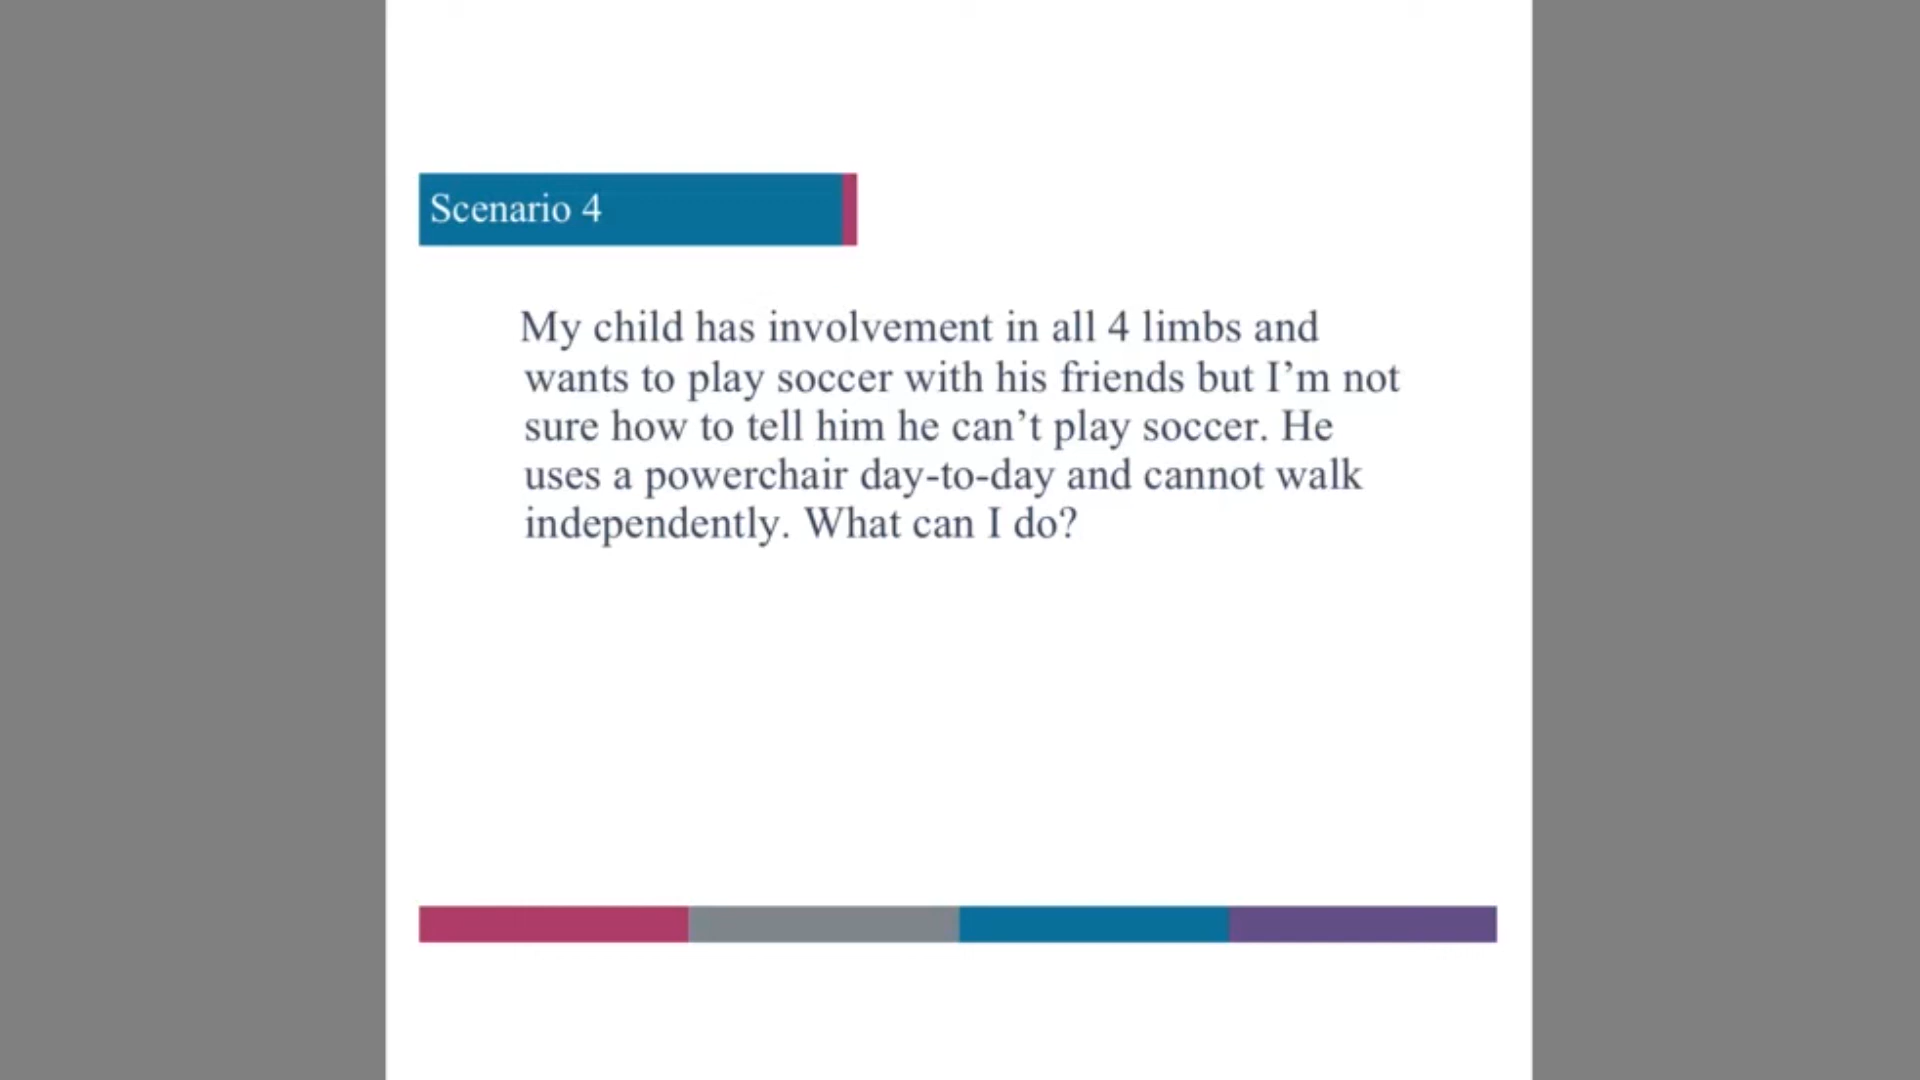 Scenario 4
My child has involvement in all 4 limbs and
wants to play soccer with his friends but I’m not
sure how to tell him he can’t play soccer. He
uses a powerchair day-to-day and cannot walk
independently. What can I do?